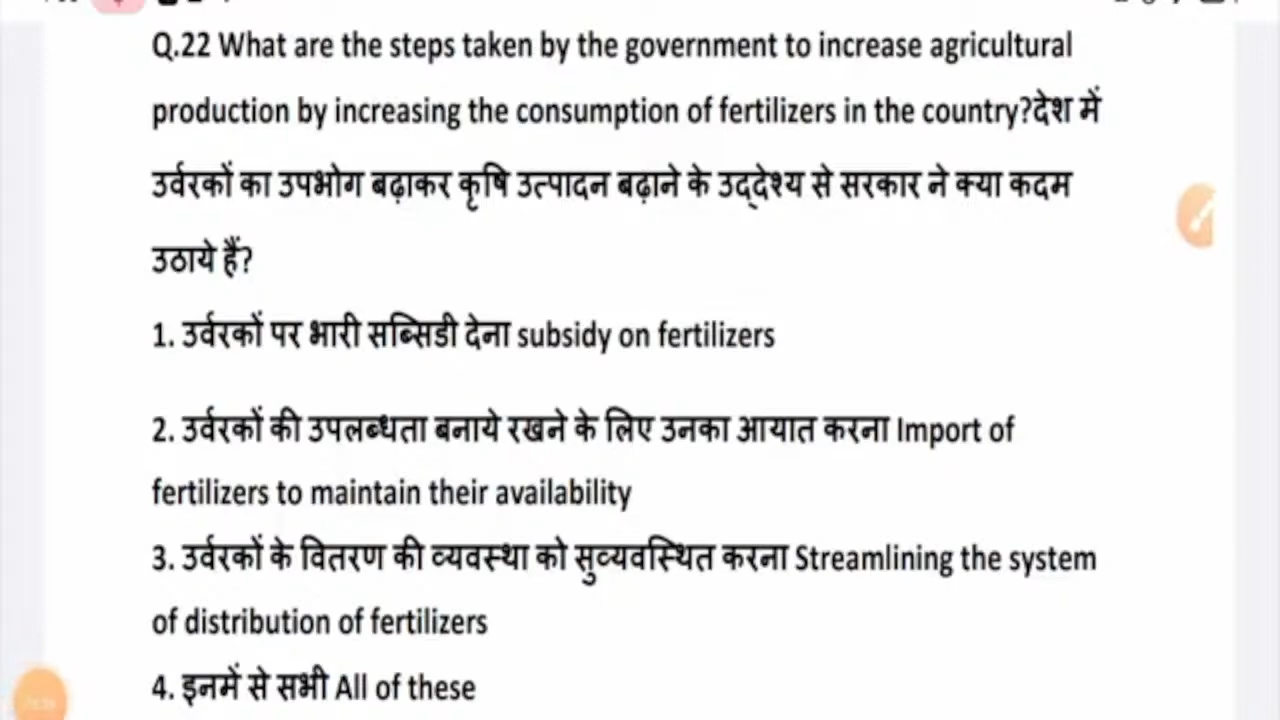 Q.22 What are the steps taken by the government to increase agricultural
production by increasing the consumption of fertilizers in the country?देश में
उर्वरकों का उपभोग बढ़ाकर कृषि उत्पादन बढ़ाने के उद्देश्य से सरकार ने क्या कदम
उठाये हैं?
1. उर्वरकों पर भारी सब्सिडी देना subsidy on fertilizers
2. उर्वरकों की उपलब्धता बनाये रखने के लिए उनका आयात करना Import of
fertilizers to maintain their availability
3. उर्वरकों के वितरण की व्यवस्था को सुव्यवस्थित करना Streamlining the system
of distribution of fertilizers
4. इनमें से सभी All of these